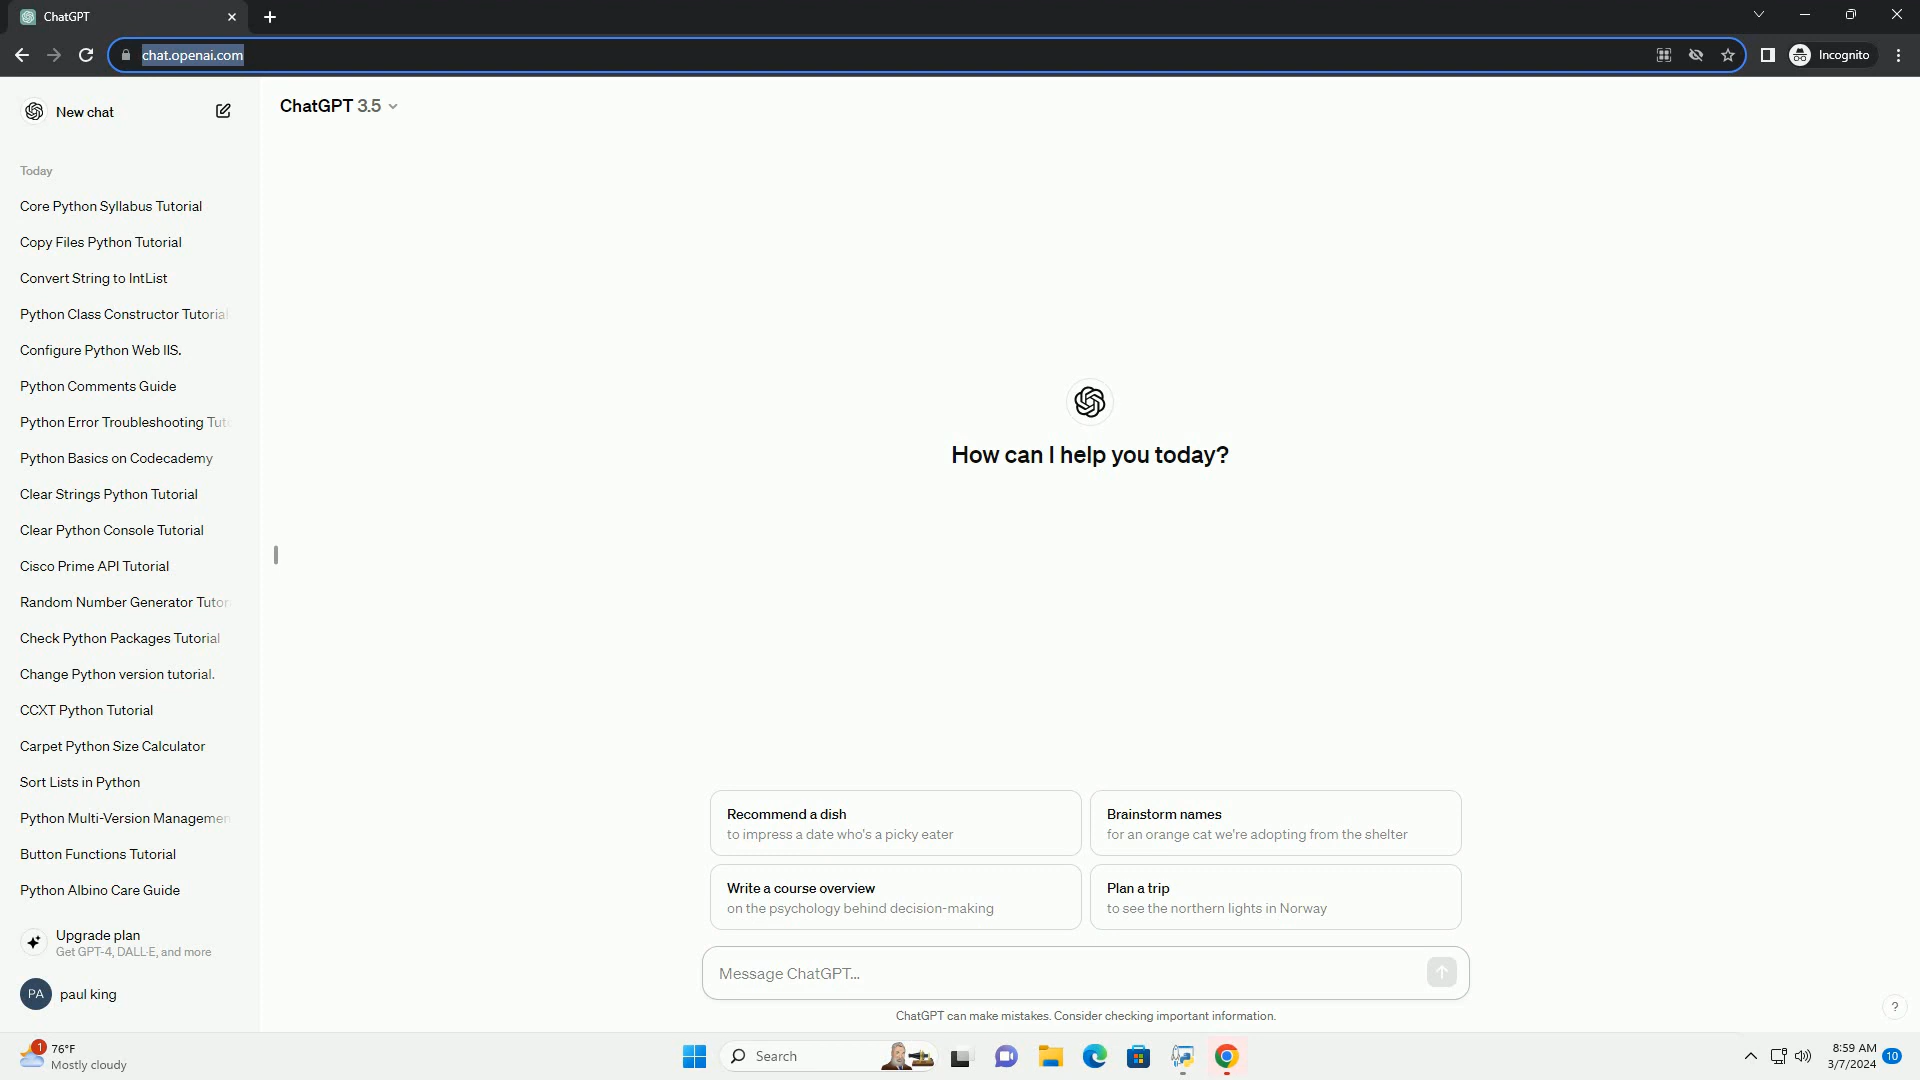 ChatGPT
chat.openai.com
Incognito
New chat
ChatGPT 3.5
Today
Core Python Syllabus Tutorial
Copy Files Python Tutorial
Convert String to IntList
Python Class Constructor Tutorial
Configure Python Web IIS.
Python Comments Guide
Python Error Troubleshooting Tuto
Python Basics on Codecademy
Clear Strings Python Tutorial
Clear Python Console Tutorial
Cisco Prime API Tutorial
Random Number Generator Tutor
Check Python Packages Tutorial
Change Python version tutorial.
CCXT Python Tutorial
Carpet Python Size Calculator
Sort Lists in Python
Python Multi-Version Managemen
Button Functions Tutorial
Python Albino Care Guide
Upgrade plan
Get GPT-4, DALL·E, and more
PA
paul king
How can I help you today?
Recommend a dish
to impress a date who's a picky eater
Brainstorm names
for an orange cat we're adopting from the shelter
Write a course overview
on the psychology behind decision-making
Plan a trip
to see the northern lights in Norway
Message ChatGPT...
ChatGPT can make mistakes. Consider checking important information.
?
1
76°F
Mostly cloudy
Search
8:59 AM
3/7/2024
10